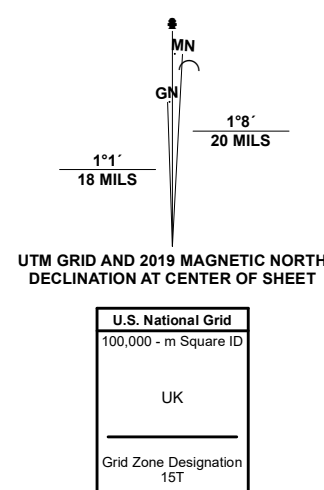 MN
GN
1°8´
20 MILS
1°1´
18 MILS
UTM GRID AND 2019 MAGNETIC NORTH
DECLINATION AT CENTER OF SHEET
U.S. National Grid
100,000 - m Square ID
UK
Grid Zone Designation
15T